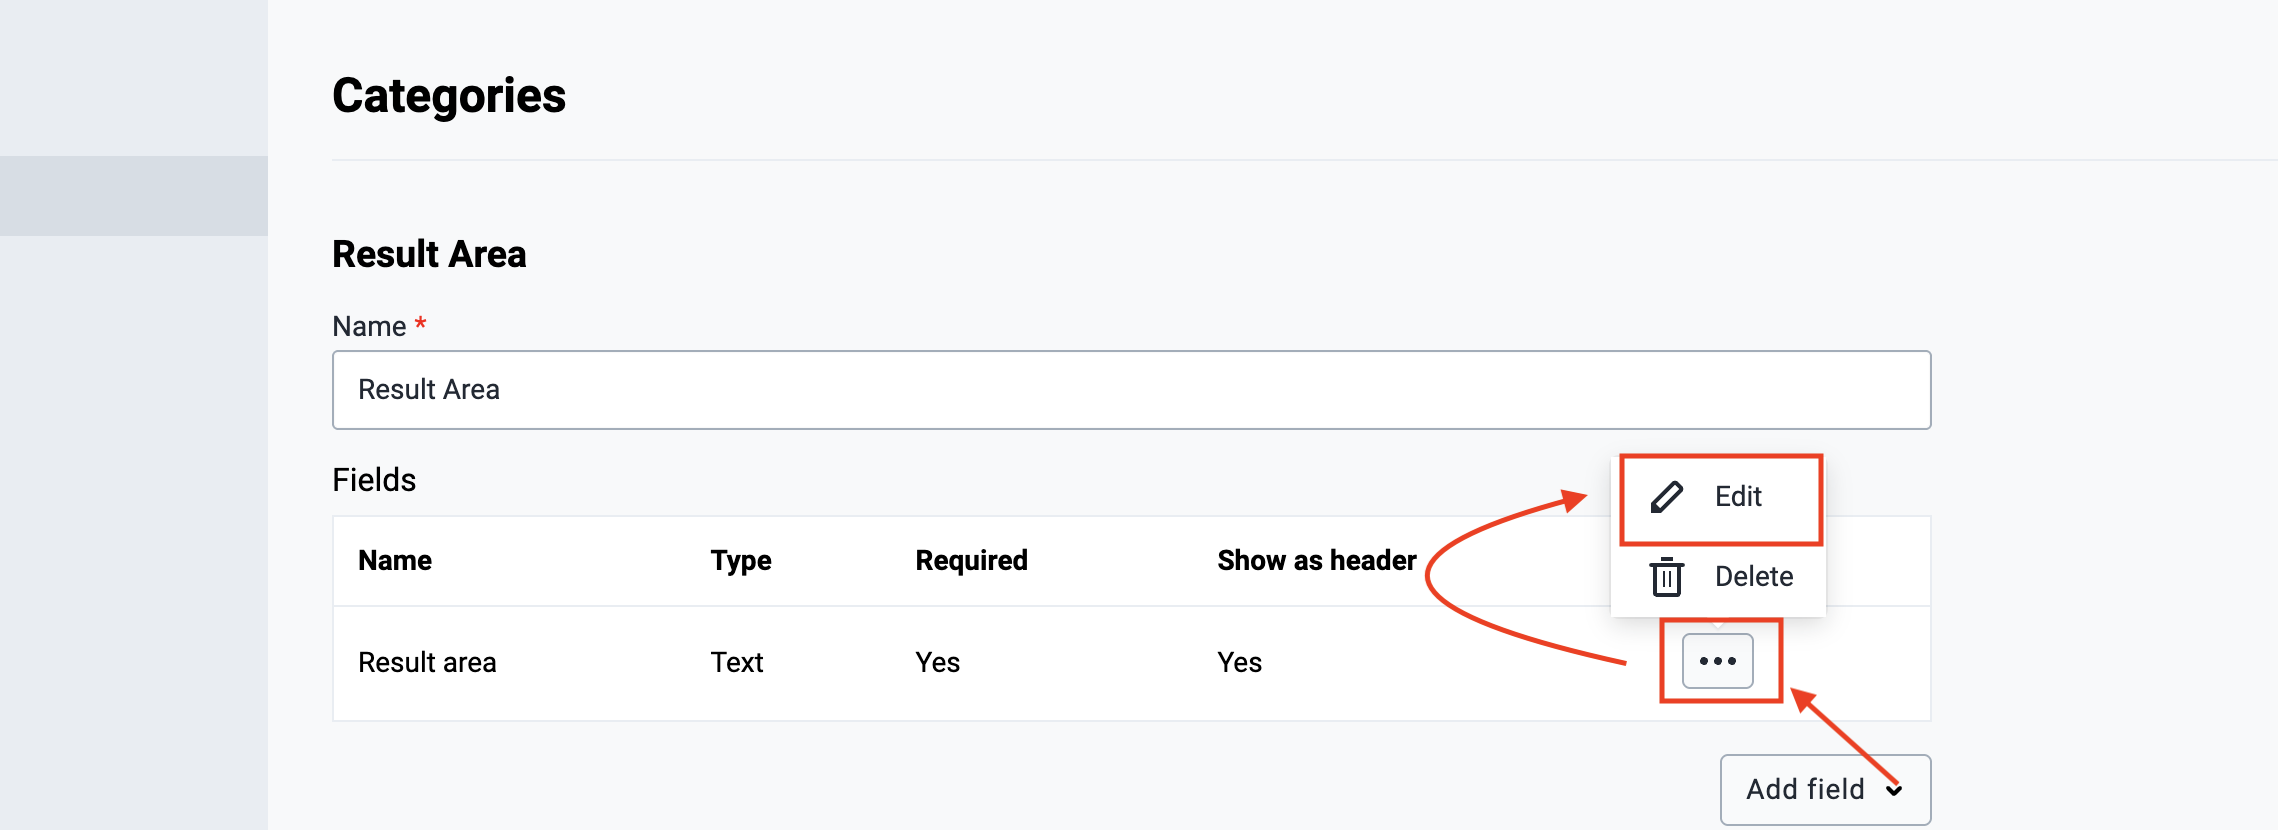 Categories
Result Area
Name *
Result Area
Fields
Edit
Name Type Required Show as header
Delete
Result area Text Yes Yes
Add field